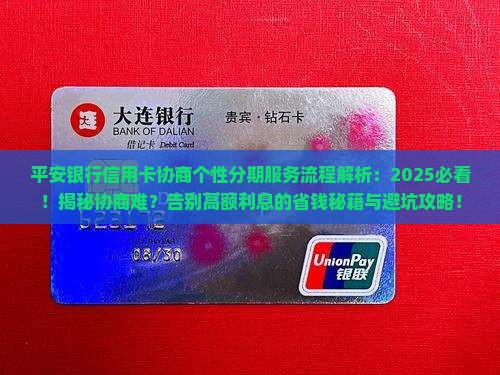 大连银行
BANK OF DALIAN
贵宾·钻石卡
借记卡 Debit Card
平安银行信用卡协商个性分期服务流程解析：2025必看
！揭秘协商难？告别高额利息的省钱秘籍与避坑攻略！
08/30
UnionPay
银联